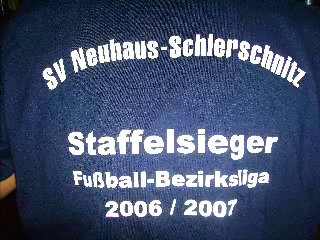 SV Neuhaus-Schierschnitz
Staffelsieger
Fußball-Bezirksliga
2006 / 2007